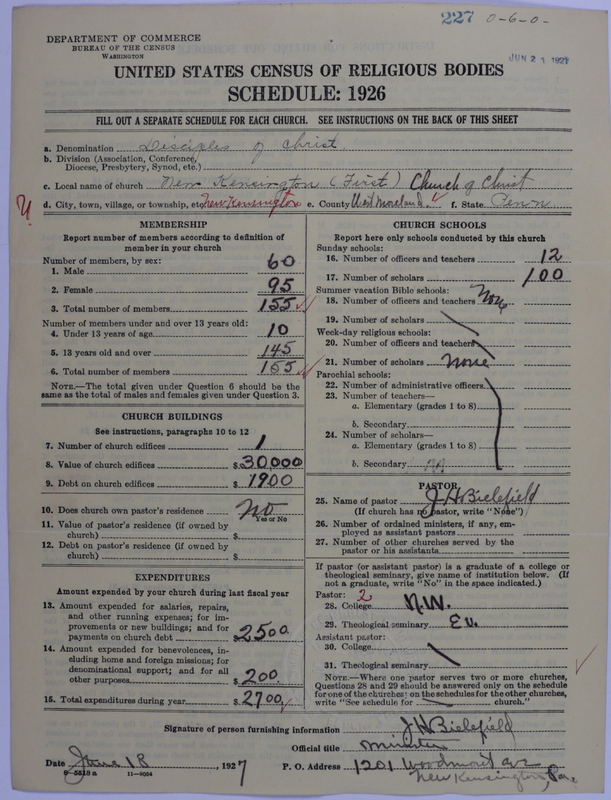 227 0-6-0-
DEPARTMENT OF COMMERCE
BUREAU OF THE CENSUS
WASHINGTON
JUN 21 1927
UNITED STATES CENSUS OF RELIGIOUS BODIES
SCHEDULE: 1926
FILL OUT A SEPARATE SCHEDULE FOR EACH CHURCH. SEE INSTRUCTIONS ON THE BACK OF THIS SHEET
a. Denomination Disciples of Christ
b. Division (Association, Conference, Diocese, Presbytery, Synod, etc.)
c. Local name of church New Kensington (First) Church of Christ
d. City, town, village, or township, etc. New Kensington e. County Westmoreland f. State Penn
MEMBERSHIP
Report number of members according to definition of
member in your church
Number of members, by sex:
1. Male 60
2. Female 95
3. Total number of members 155
Number of members under and over 13 years old:
4. Under 13 years of age 10
5. 13 years old and over 145
6. Total number of members 155
NOTE.—The total given under Question 6 should be the
same as the total of males and females given under Question 3.
CHURCH BUILDINGS
See instructions, paragraphs 10 to 12
7. Number of church edifices 1
8. Value of church edifices $30,000
9. Debt on church edifices $1900
10. Does church own pastor's residence No
Yes or No
11. Value of pastor's residence (if owned by
church) $
12. Debt on pastor's residence (if owned by
church) $
EXPENDITURES
Amount expended by your church during last fiscal year
13. Amount expended for salaries, repairs,
and other running expenses; for im-
provements or new buildings; and for
payments on church debt $2500
14. Amount expended for benevolences, in-
cluding home and foreign missions; for
denominational support; and for all
other purposes $200
15. Total expenditures during year $2700
CHURCH SCHOOLS
Report here only schools conducted by this church
Sunday schools:
16. Number of officers and teachers 12
17. Number of scholars 100
Summer vacation Bible schools:
18. Number of officers and teachers None
19. Number of scholars
Week-day religious schools:
20. Number of officers and teachers
21. Number of scholars None
Parochial schools:
22. Number of administrative officers
23. Number of teachers—
a. Elementary (grades 1 to 8)
b. Secondary
24. Number of scholars—
a. Elementary (grades 1 to 8)
b. Secondary
PASTOR
25. Name of pastor J H Bielefield
(If church has no pastor, write "None")
26. Number of ordained ministers, if any, em-
ployed as assistant pastors
27. Number of other churches served by the
pastor or his assistants
If pastor (or assistant pastor) is a graduate of a college or
theological seminary, give name of institution below. (If
not a graduate, write "No" in the space indicated.)
Pastor: 2
28. College N.W.
29. Theological seminary Ev.
Assistant pastor:
30. College
31. Theological seminary
NOTE.—Where one pastor serves two or more churches,
Questions 28 and 29 should be answered only on the schedule
for one of the churches; on the schedules for the other churches,
write "See schedule for church."
Signature of person furnishing information J H Bielefield
Official title Minister
Date June 18, 1927 P. O. Address 1201 Woodmont ave
8-5518 a 11-9054 New Kensington, Pa.